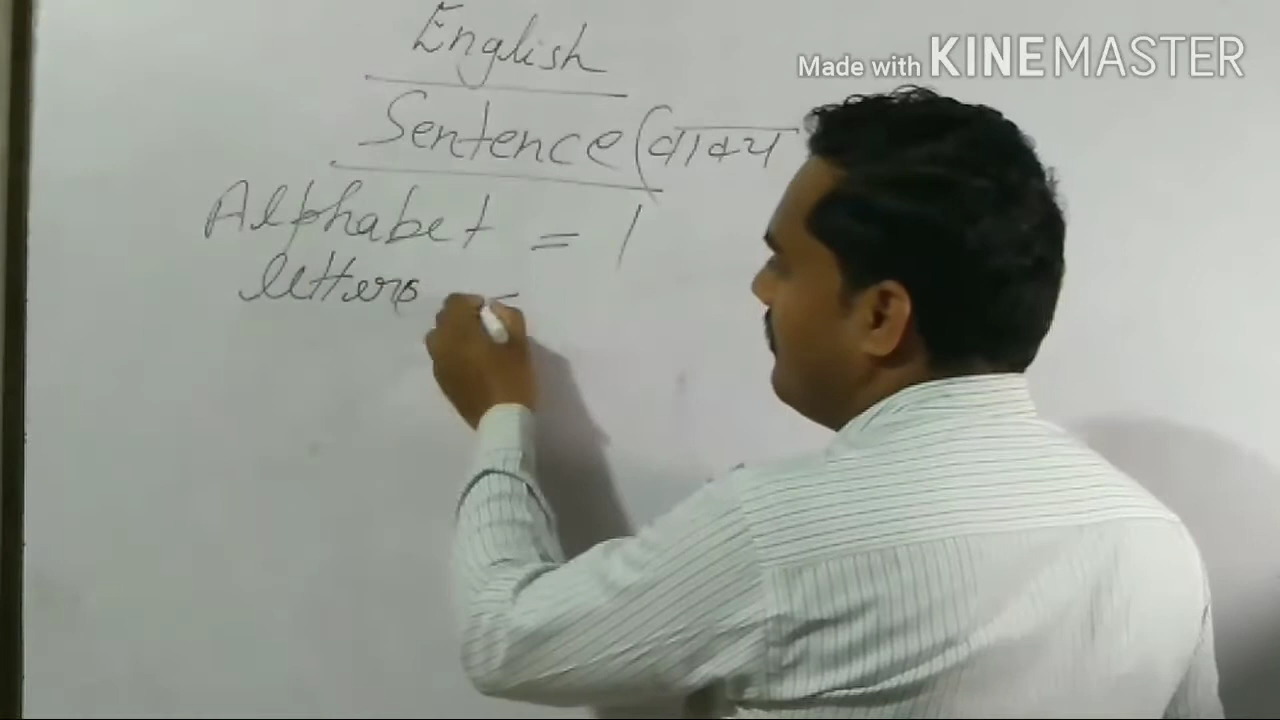 English
Made with KINEMASTER
Sentence (वाक्य
Alphabet = 1
letters